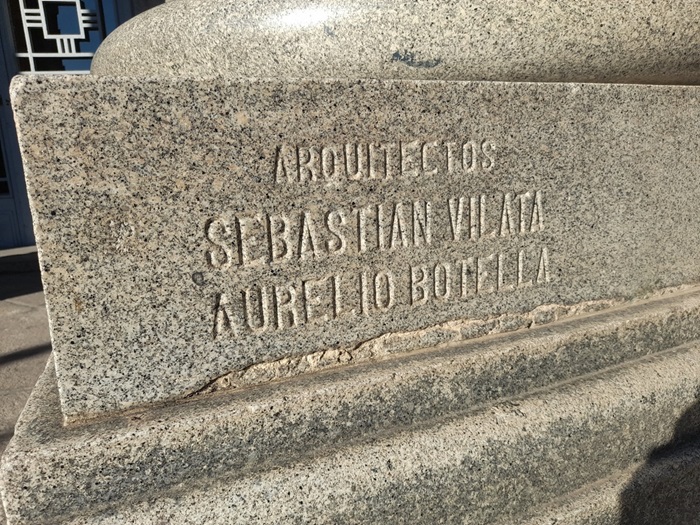 ARQUITECTOS
SEBASTIAN VILATA
AURELIO BOTELLA